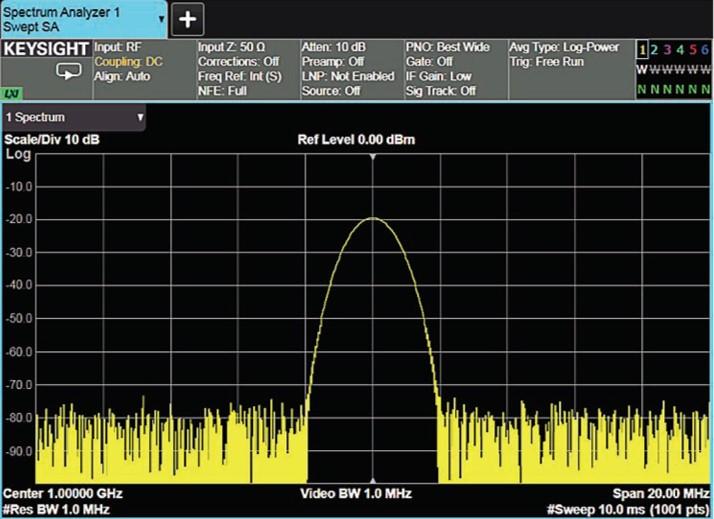 Spectrum Analyzer 1
Swept SA
+
KEYSIGHT
LXI
Input: RF
Coupling: DC
Align: Auto
Input Z: 50 Ω
Corrections: Off
Freq Ref: Int (S)
NFE: Full
Atten: 10 dB
Preamp: Off
LNP: Not Enabled
Source: Off
PNO: Best Wide
Gate: Off
IF Gain: Low
Sig Track: Off
Avg Type: Log-Power
Trig: Free Run
1 2 3 4 5 6
W W W W W W
N N N N N N
1 Spectrum
Scale/Div 10 dB
Ref Level 0.00 dBm
Log
-10.0
-20.0
-30.0
-40.0
-50.0
-60.0
-70.0
-80.0
-90.0
Center 1.00000 GHz
Video BW 1.0 MHz
Span 20.00 MHz
#Res BW 1.0 MHz
#Sweep 10.0 ms (1001 pts)